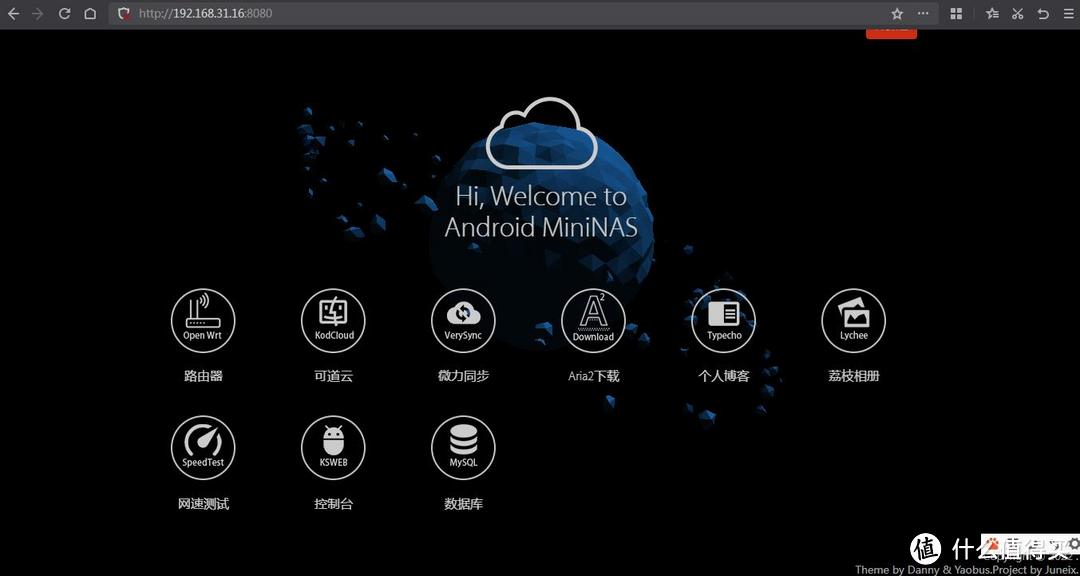 http://192.168.31.16:8080
Hi, Welcome to
Android MiniNAS
Open Wrt
KodCloud
VerySync
A2
Download
Typecho
Lychee
路由器
可道云
微力同步
Aria2下载
个人博客
荔枝相册
SpeedTest
KSWEB
MySQL
网速测试
控制台
数据库
值 什么值得买
Theme by Danny & Yaobus.Project by Juneix.